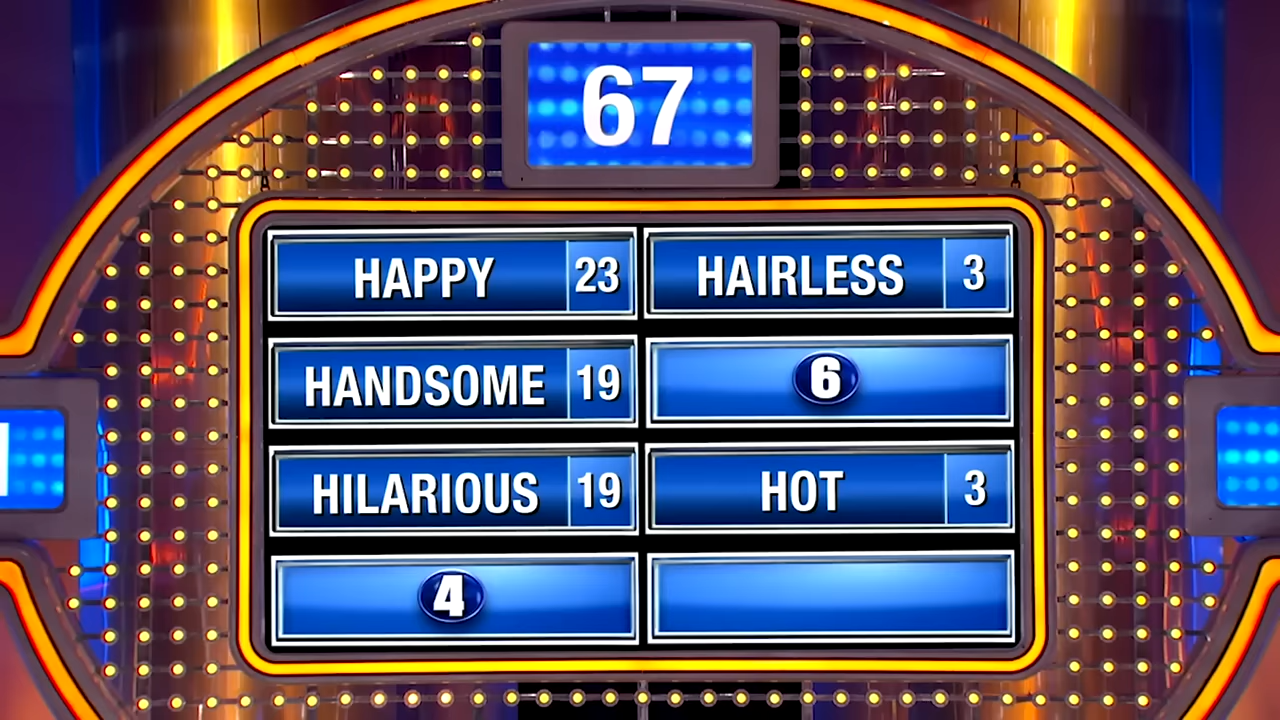 67
HAPPY 23
HANDSOME 19
HILARIOUS 19
4
HAIRLESS 3
6
HOT 3